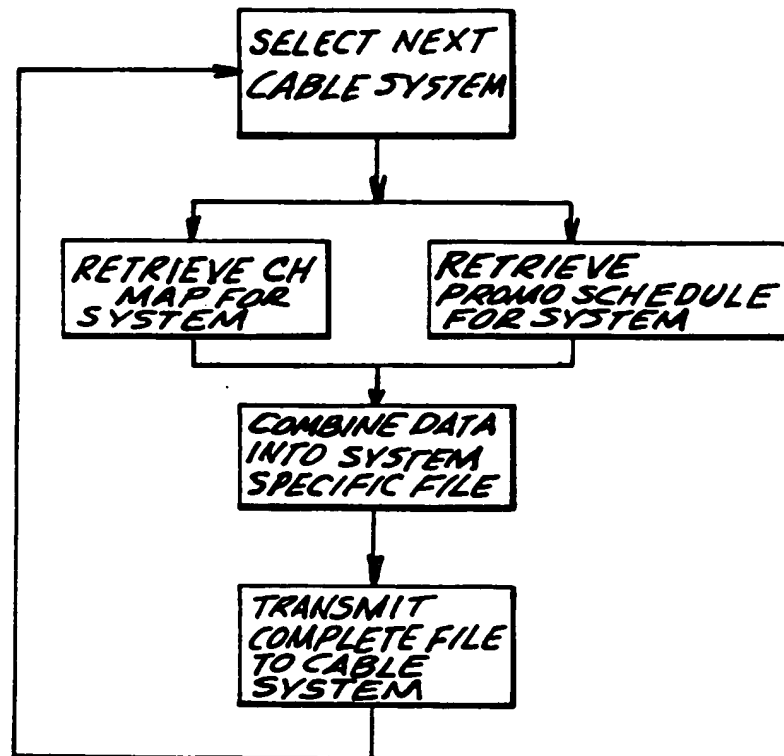 SELECT NEXT
CABLE SYSTEM
RETRIEVE CH
MAP FOR
SYSTEM
RETRIEVE
PROMO SCHEDULE
FOR SYSTEM
COMBINE DATA
INTO SYSTEM
SPECIFIC FILE
TRANSMIT
COMPLETE FILE
TO CABLE
SYSTEM